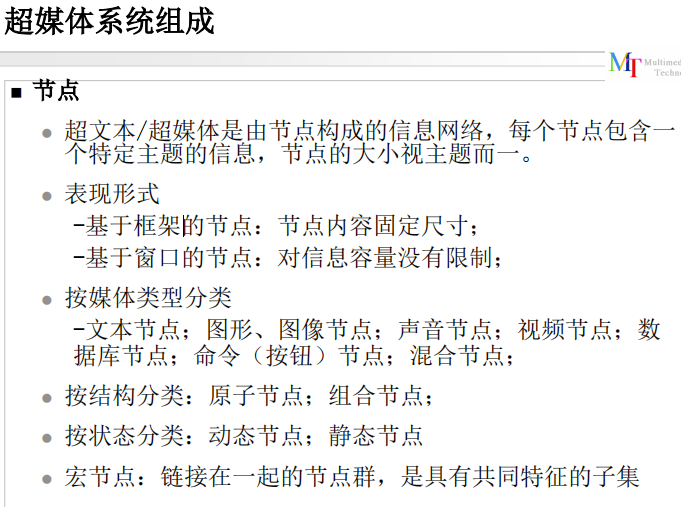 超媒体系统组成
MT Multimed
Techno
■ 节点
● 超文本/超媒体是由节点构成的信息网络，每个节点包含一
个特定主题的信息，节点的大小视主题而一。
● 表现形式
-基于框架的节点：节点内容固定尺寸；
-基于窗口的节点：对信息容量没有限制；
● 按媒体类型分类
-文本节点；图形、图像节点；声音节点；视频节点；数
据库节点；命令（按钮）节点；混合节点；
● 按结构分类：原子节点；组合节点；
● 按状态分类：动态节点；静态节点
● 宏节点：链接在一起的节点群，是具有共同特征的子集